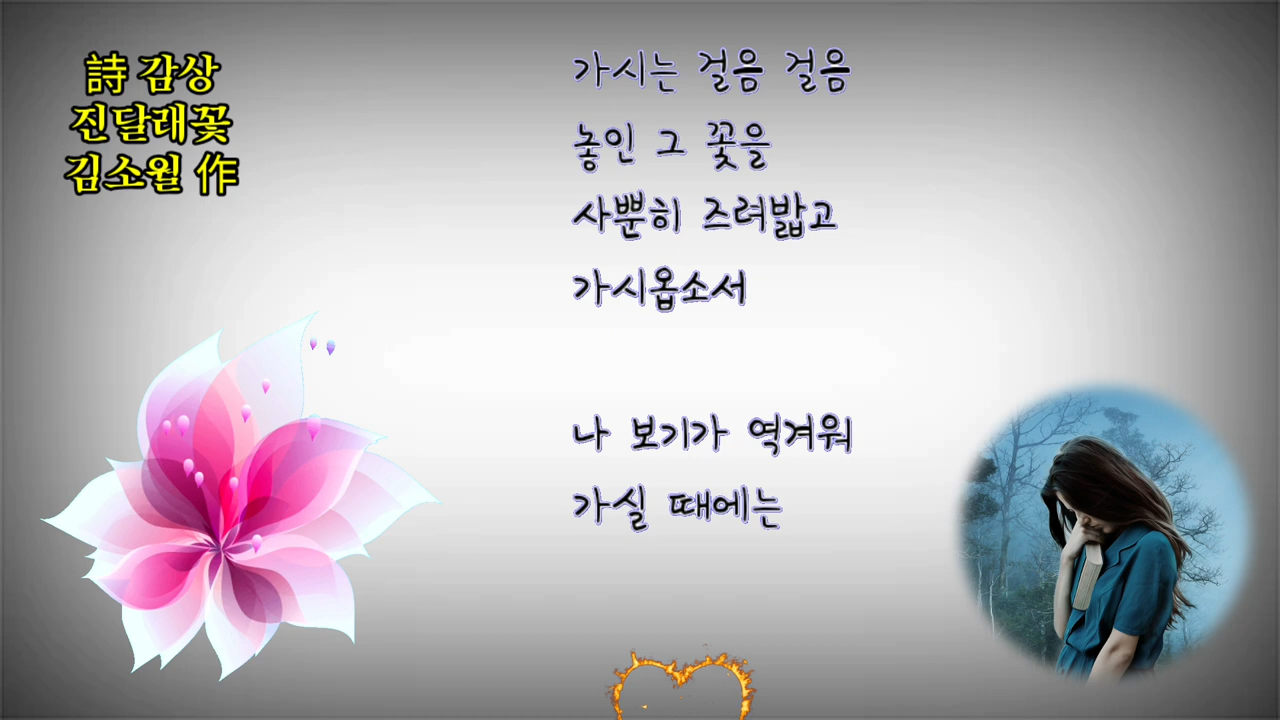 詩 감상
진달래꽃
김소월 作
가시는 걸음 걸음
놓인 그 꽃을
사뿐히 즈려밟고
가시옵소서
나 보기가 역겨워
가실 때에는